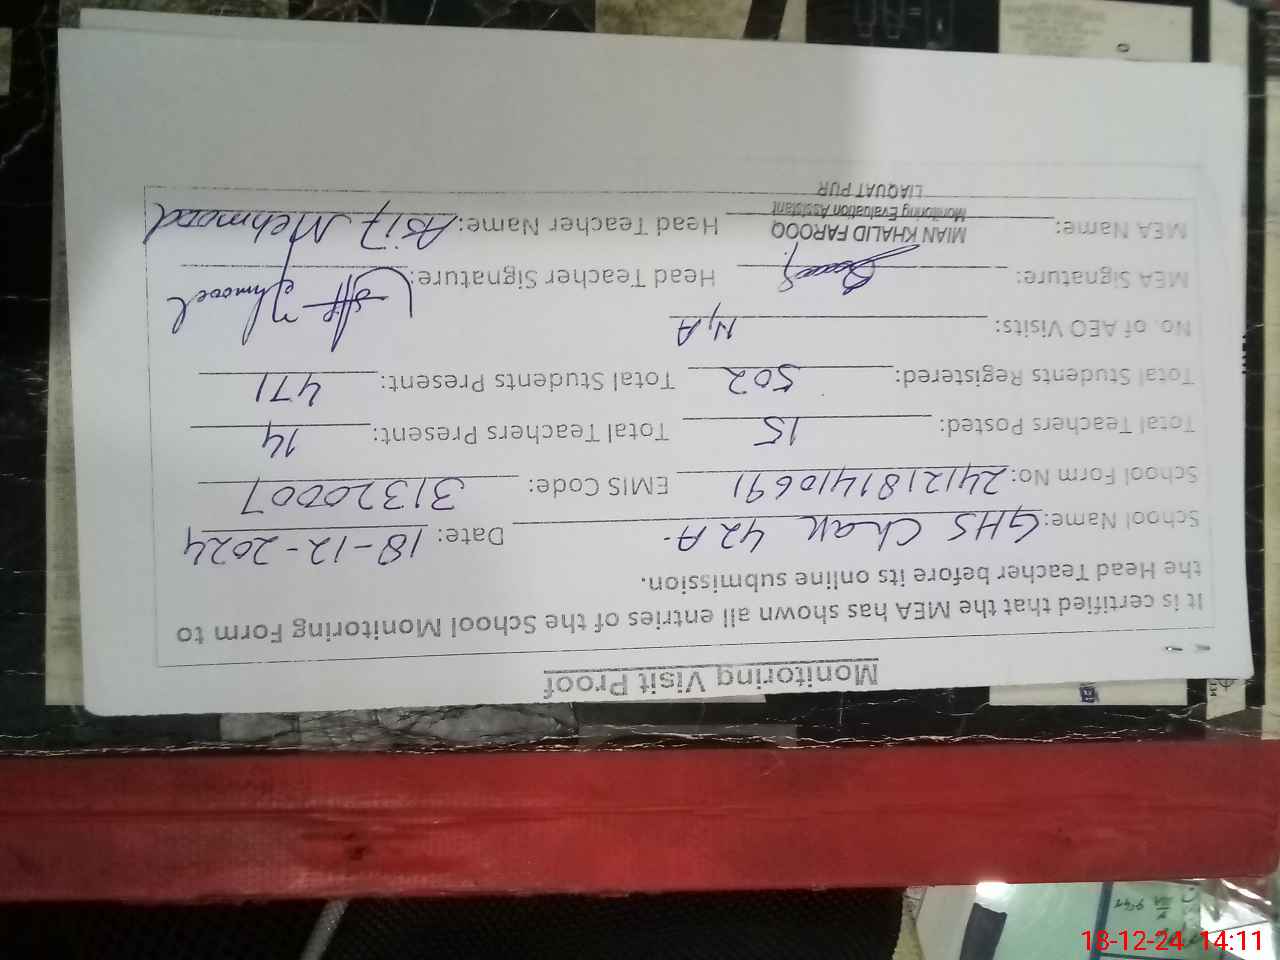 Monitoring Visit Proof
It is certified that the MEA has shown all entries of the School Monitoring Form to
the Head Teacher before its online submission.
School Name: GHS Chak 42 A. Date: 18-12-2024
School Form No: 2412181410691 EMIS Code: 31320007
Total Teachers Posted: 15 Total Teachers Present: 14
Total Students Registered: 502 Total Students Present: 471
No. of AEO Visits: N,A
MEA Signature: Head Teacher Signature: Asif Mehmood
MEA Name: MIAN KHALID FAROOQ Head Teacher Name: Asif Mehmood
Monitoring Evaluation Assistant
LIAQUAT PUR
18-12-24 14:11